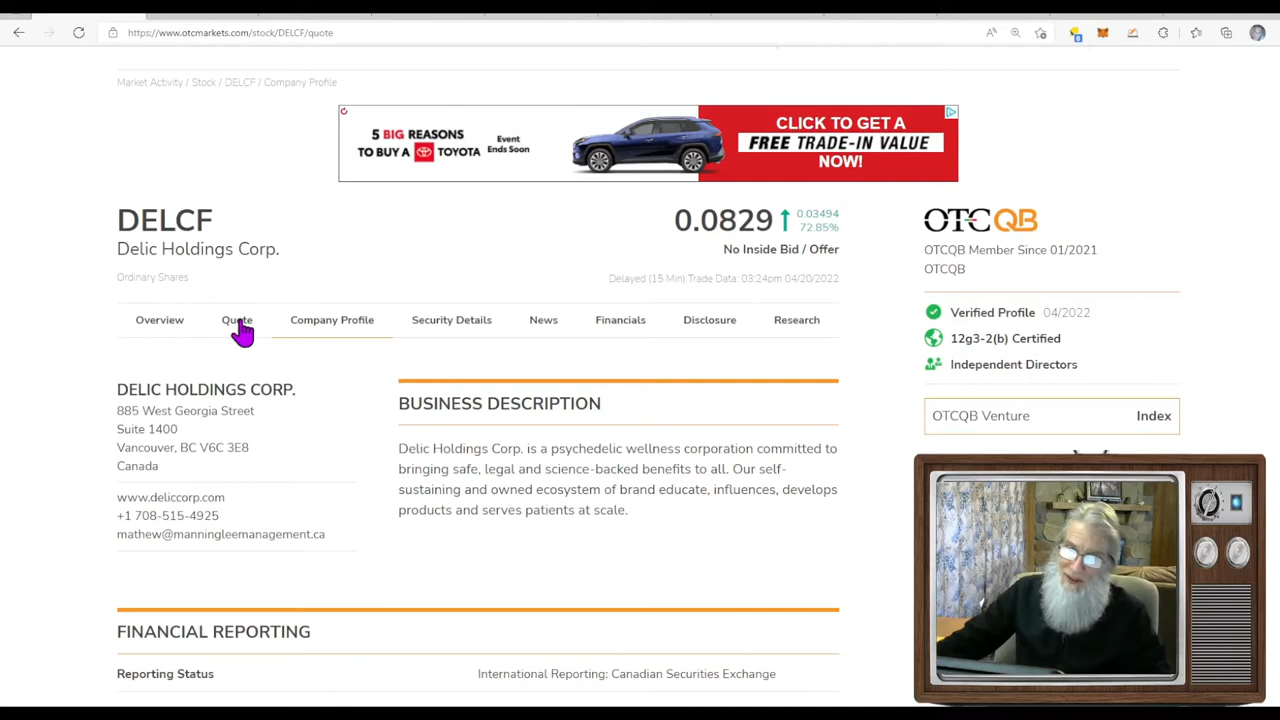 https://www.otcmarkets.com/stock/DELCF/quote
Market Activity / Stock / DELCF / Company Profile
5 BIG REASONS
TO BUY A TOYOTA
Event
Ends Soon
CLICK TO GET A
FREE TRADE-IN VALUE
NOW!
DELCF
Delic Holdings Corp.
Ordinary Shares
0.0829
0.03494
72.85%
No Inside Bid / Offer
Delayed (15 Min) Trade Data: 03:24pm 04/20/2022
OTCQB
OTCQB Member Since 01/2021
OTCQB
Overview Quote Company Profile Security Details News Financials Disclosure Research
Verified Profile 04/2022
12g3-2(b) Certified
Independent Directors
OTCQB Venture Index
DELIC HOLDINGS CORP.
885 West Georgia Street
Suite 1400
Vancouver, BC V6C 3E8
Canada
www.deliccorp.com
+1 708-515-4925
mathew@manningleemanagement.ca
BUSINESS DESCRIPTION
Delic Holdings Corp. is a psychedelic wellness corporation committed to
bringing safe, legal and science-backed benefits to all. Our self-
sustaining and owned ecosystem of brand educate, influences, develops
products and serves patients at scale.
FINANCIAL REPORTING
Reporting Status International Reporting: Canadian Securities Exchange